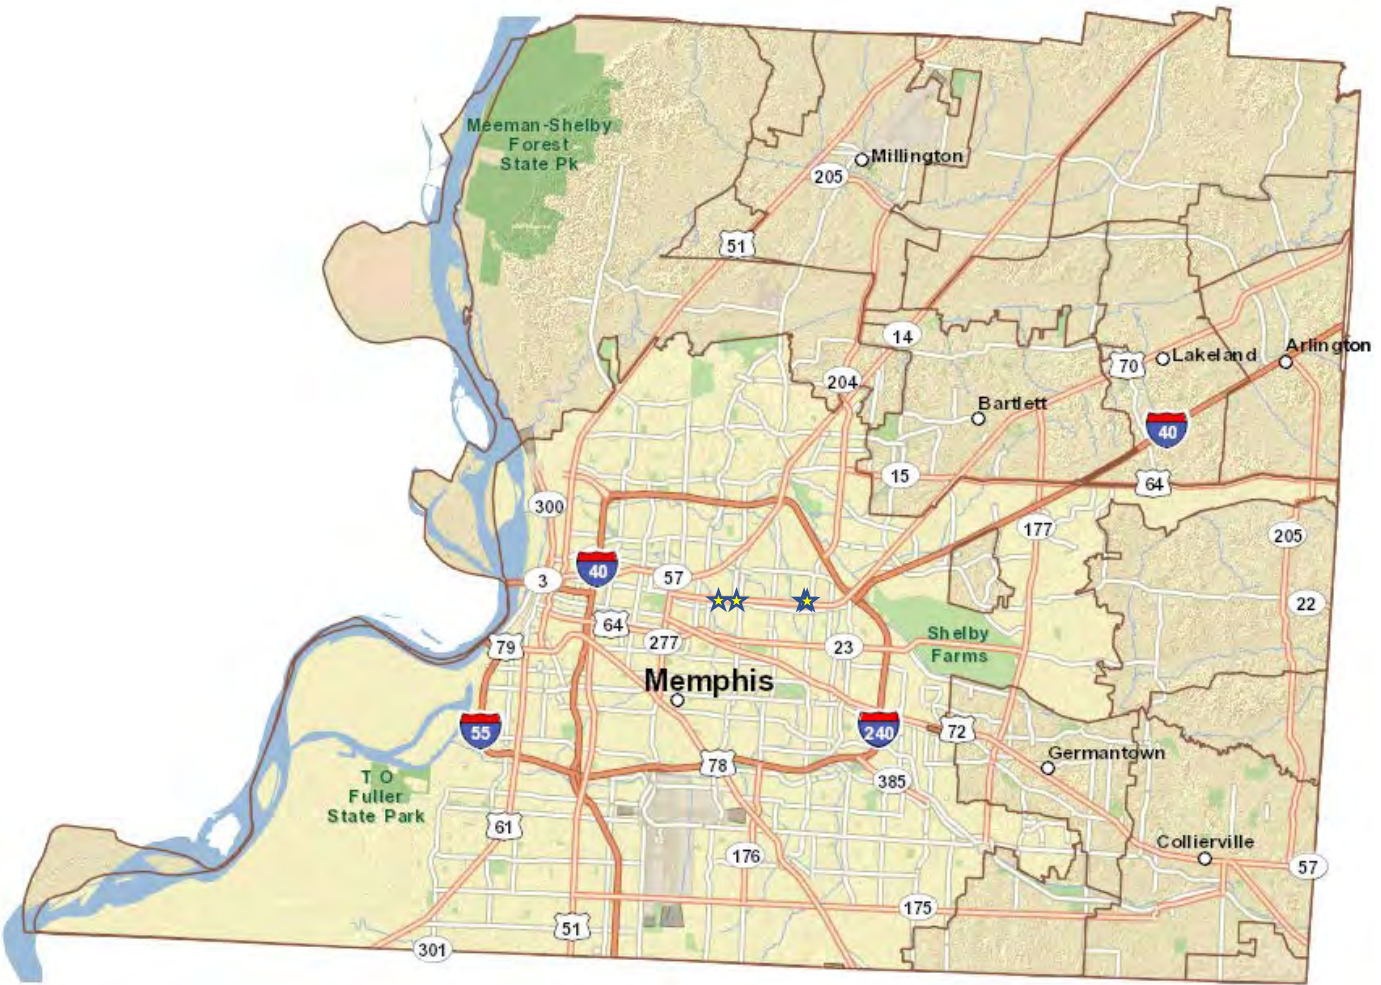 Meeman-Shelby
Forest
State Pk
Millington
205
51
14
Arlington
70
Lakeland
204
Bartlett
40
15
64
300
177
205
40
57
3
22
64
79
277
23
Shelby
Farms
Memphis
55
240
72
Germantown
78
T O
Fuller
State Park
385
61
Collierville
176
57
175
51
301